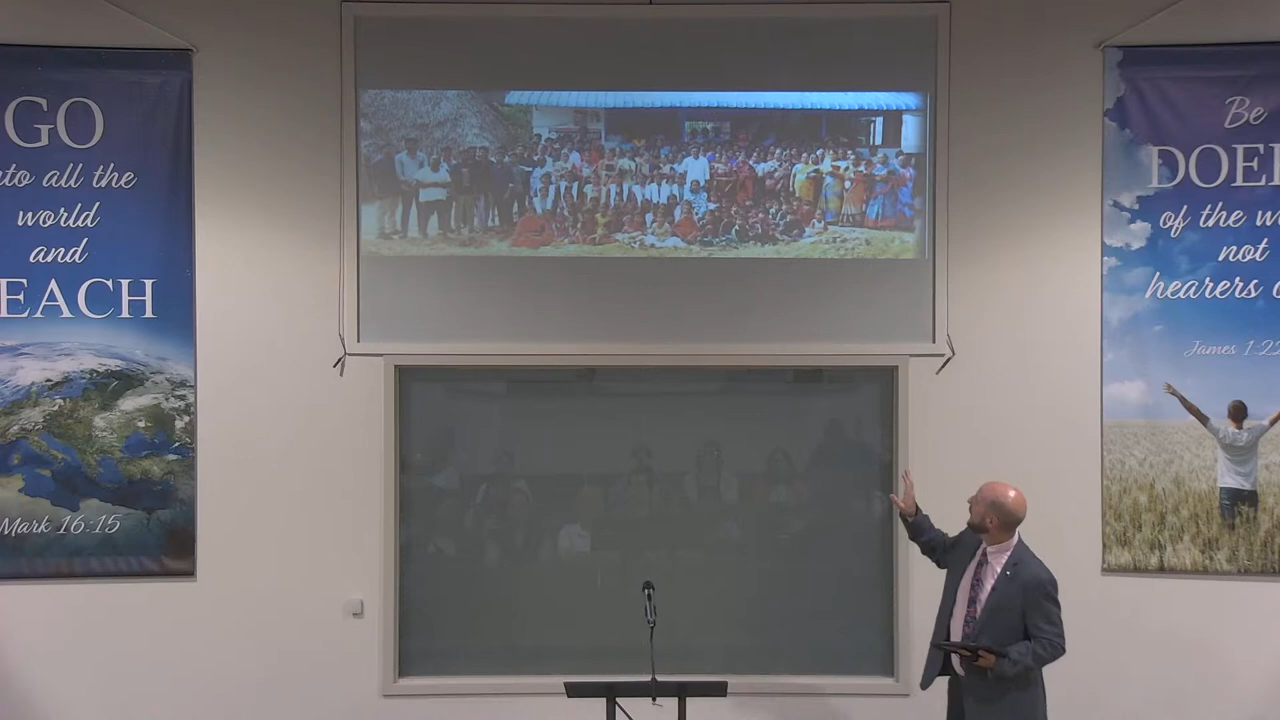 GO
to all the
world
and
EACH
Mark 16:15
Be
DOE
of the w
not
hearers
James 1:22